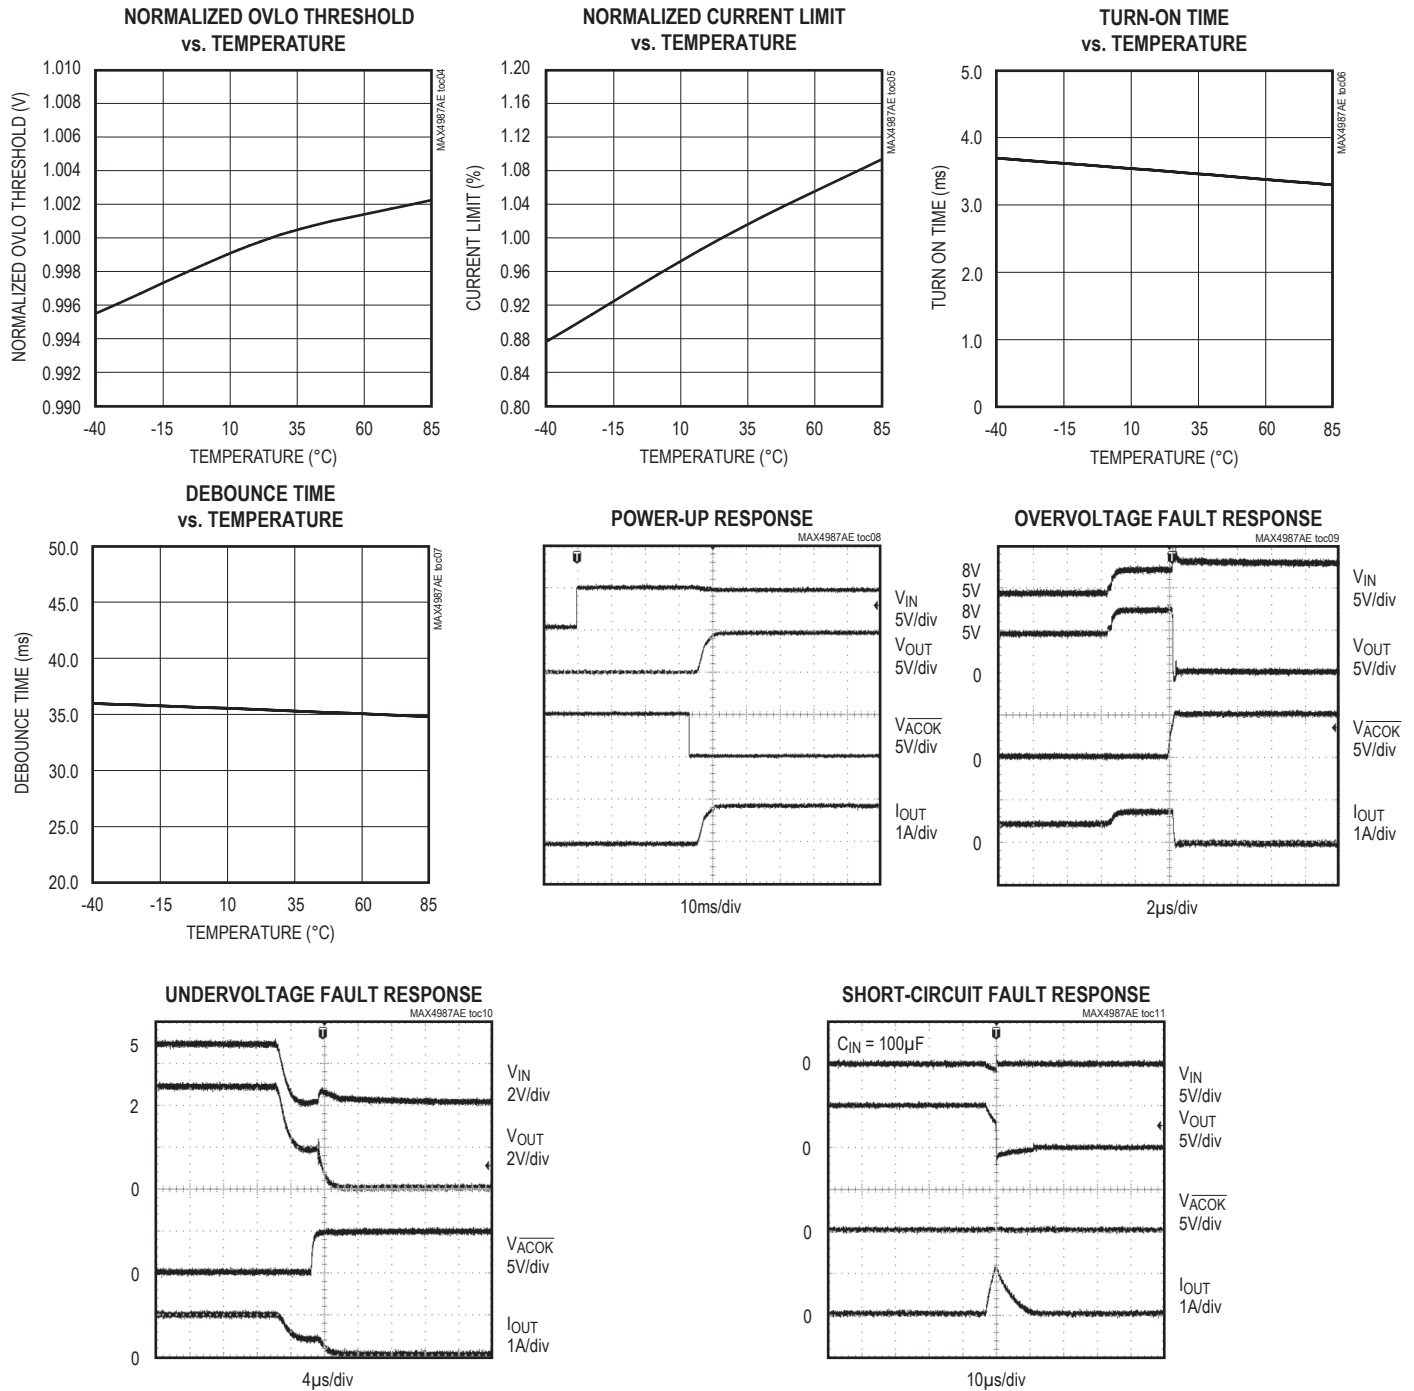 NORMALIZED OVLO THRESHOLD
vs. TEMPERATURE
MAX4987AE toc04
NORMALIZED OVLO THRESHOLD (V)
1.010
1.008
1.006
1.004
1.002
1.000
0.998
0.996
0.994
0.992
0.990
-40 -15 10 35 60 85
TEMPERATURE (°C)
NORMALIZED CURRENT LIMIT
vs. TEMPERATURE
MAX4987AE toc05
CURRENT LIMIT (%)
1.20
1.16
1.12
1.08
1.04
1.00
0.96
0.92
0.88
0.84
0.80
-40 -15 10 35 60 85
TEMPERATURE (°C)
TURN-ON TIME
vs. TEMPERATURE
MAX4987AE toc06
TURN ON TIME (ms)
5.0
4.0
3.0
2.0
1.0
0
-40 -15 10 35 60 85
TEMPERATURE (°C)
DEBOUNCE TIME
vs. TEMPERATURE
MAX4987AE toc07
DEBOUNCE TIME (ms)
50.0
45.0
40.0
35.0
30.0
25.0
20.0
-40 -15 10 35 60 85
TEMPERATURE (°C)
POWER-UP RESPONSE
MAX4987AE toc08
T
VIN
5V/div
VOUT
5V/div
VACOK
5V/div
IOUT
1A/div
10ms/div
OVERVOLTAGE FAULT RESPONSE
MAX4987AE toc09
T
8V
5V
8V
5V
0
0
0
VIN
5V/div
VOUT
5V/div
VACOK
5V/div
IOUT
1A/div
2µs/div
UNDERVOLTAGE FAULT RESPONSE
MAX4987AE toc10
T
5
2
0
0
0
VIN
2V/div
VOUT
2V/div
VACOK
5V/div
IOUT
1A/div
4µs/div
SHORT-CIRCUIT FAULT RESPONSE
MAX4987AE toc11
T
CIN = 100µF
0
0
0
0
VIN
5V/div
VOUT
5V/div
VACOK
5V/div
IOUT
1A/div
10µs/div